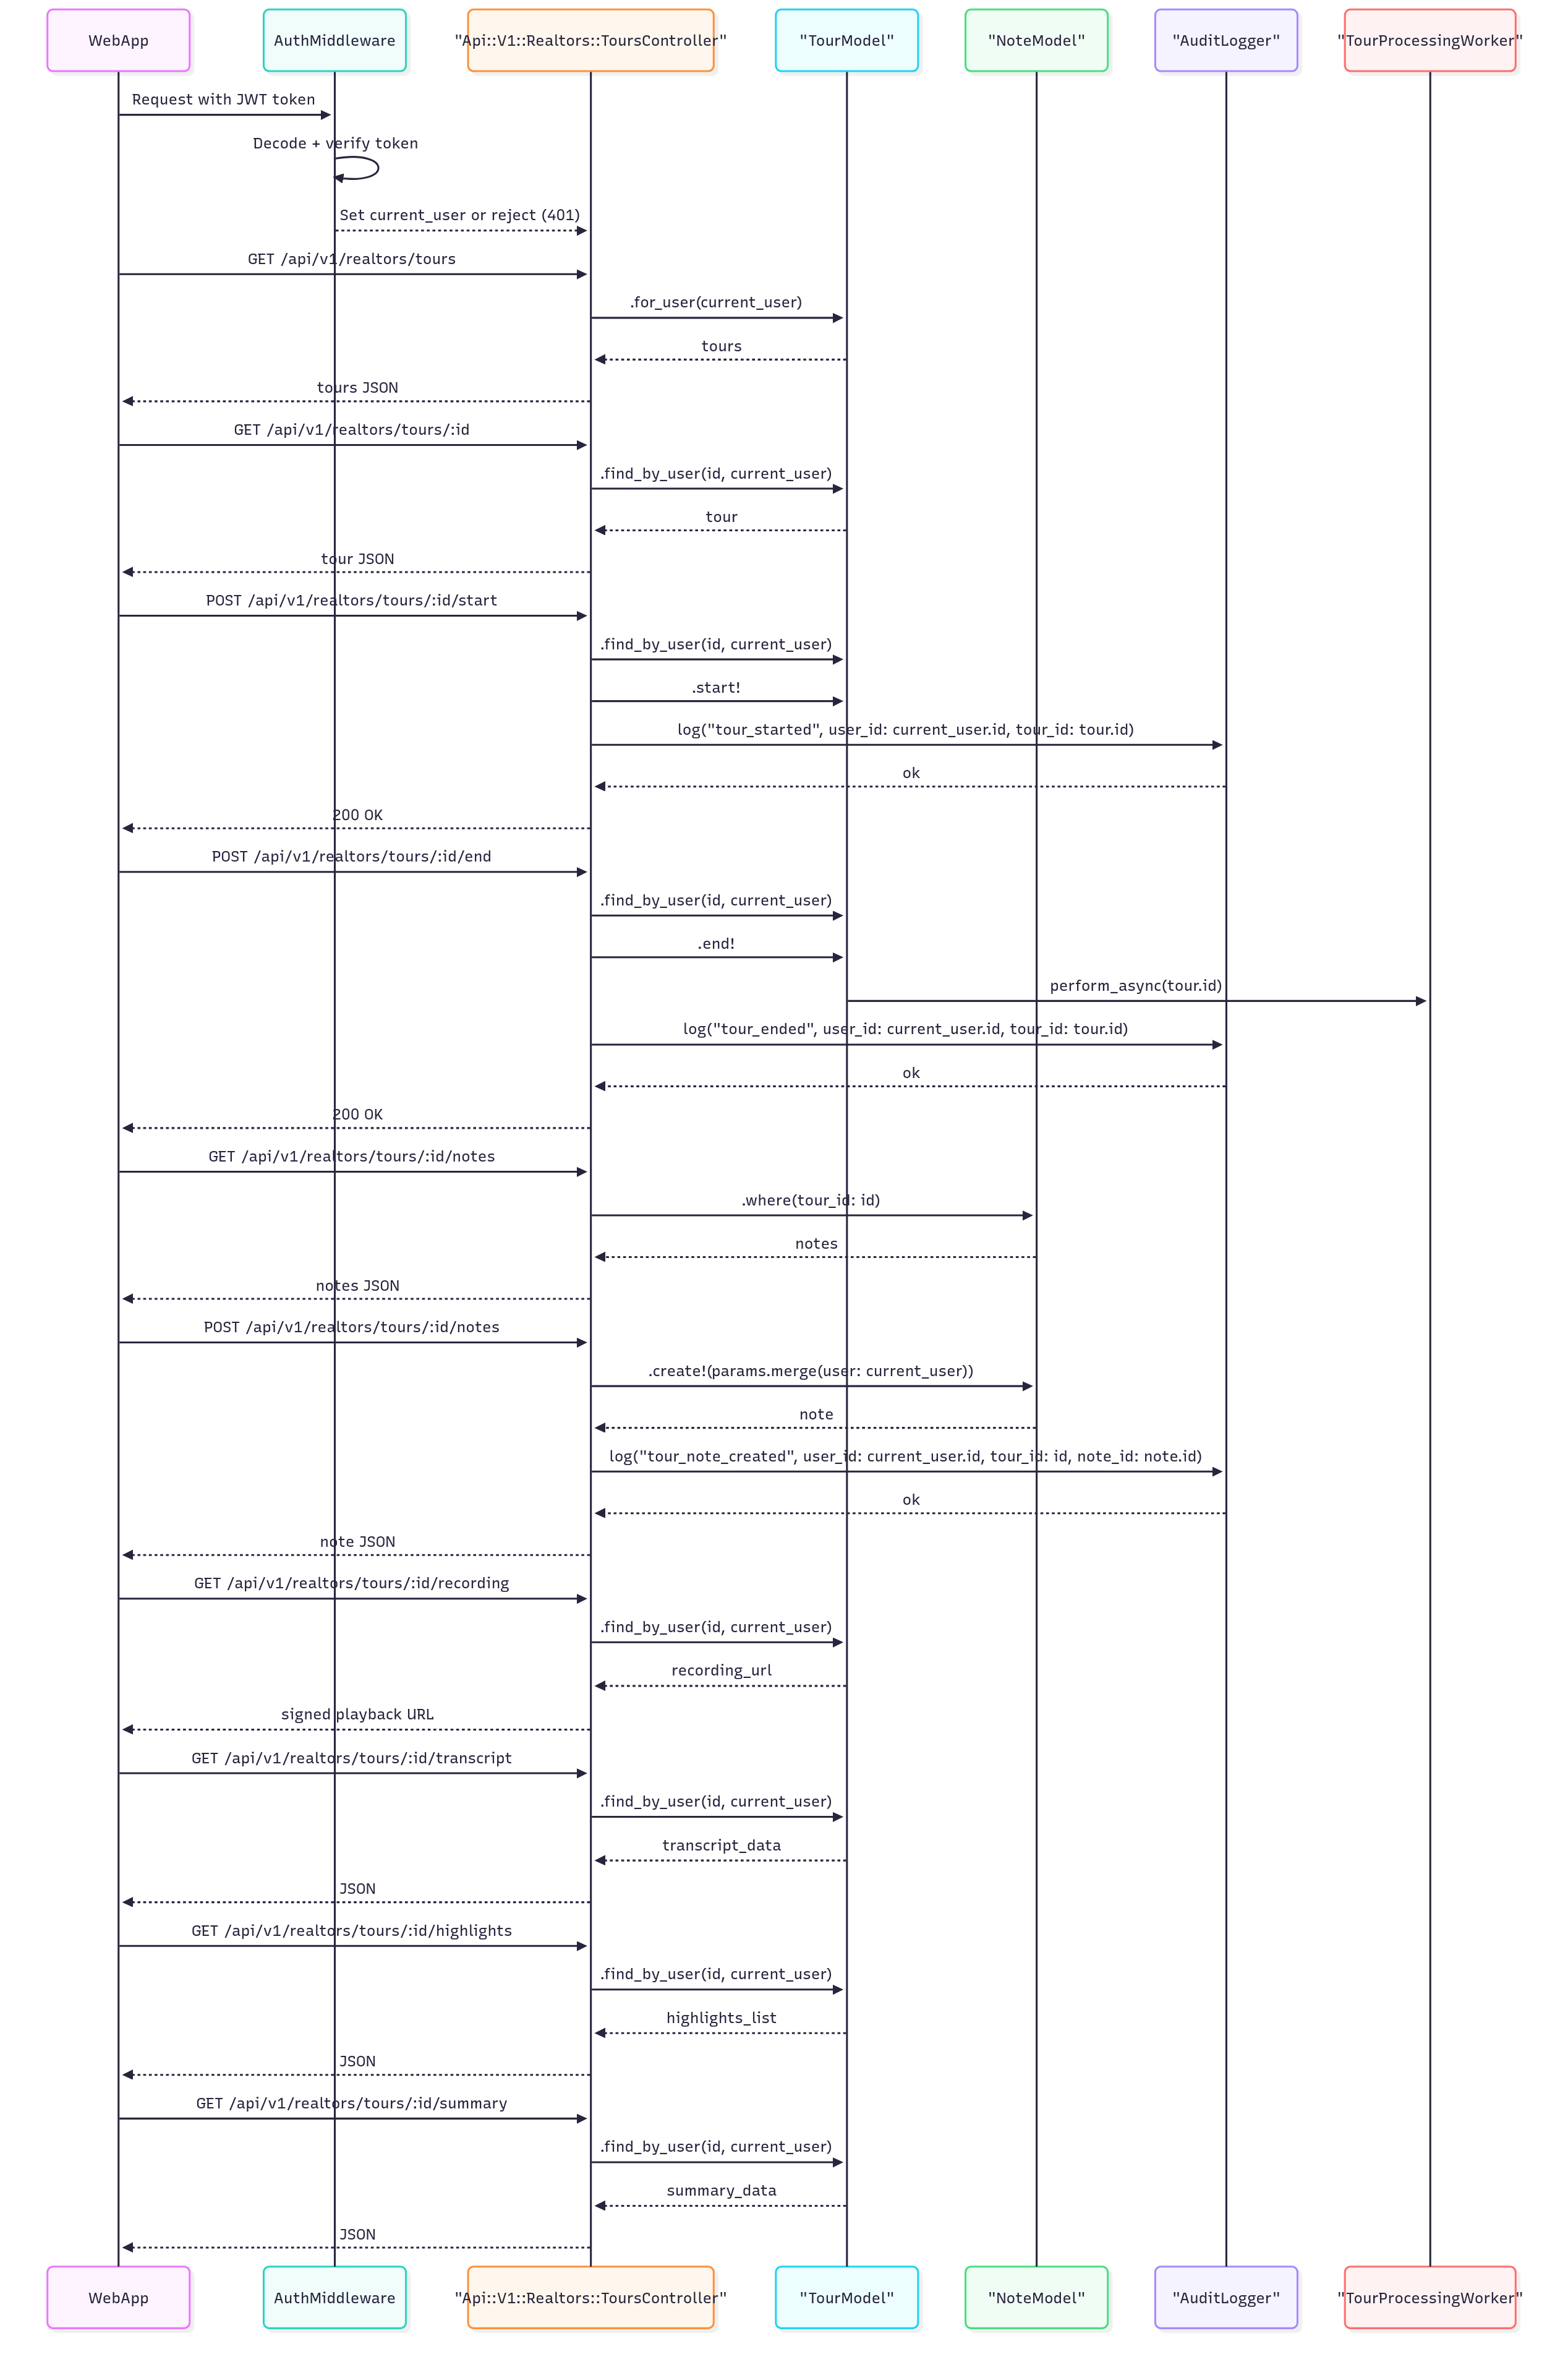 WebApp
AuthMiddleware
"Api::V1::Realtors::ToursController"
"TourModel"
"NoteModel"
"AuditLogger"
"TourProcessingWorker"
Request with JWT token
Decode + verify token
Set current_user or reject (401)
GET /api/v1/realtors/tours
.for_user(current_user)
tours
tours JSON
GET /api/v1/realtors/tours/:id
.find_by_user(id, current_user)
tour
tour JSON
POST /api/v1/realtors/tours/:id/start
.find_by_user(id, current_user)
.start!
log("tour_started", user_id: current_user.id, tour_id: tour.id)
ok
200 OK
POST /api/v1/realtors/tours/:id/end
.find_by_user(id, current_user)
.end!
perform_async(tour.id)
log("tour_ended", user_id: current_user.id, tour_id: tour.id)
ok
200 OK
GET /api/v1/realtors/tours/:id/notes
.where(tour_id: id)
notes
notes JSON
POST /api/v1/realtors/tours/:id/notes
.create!(params.merge(user: current_user))
note
log("tour_note_created", user_id: current_user.id, tour_id: id, note_id: note.id)
ok
note JSON
GET /api/v1/realtors/tours/:id/recording
.find_by_user(id, current_user)
recording_url
signed playback URL
GET /api/v1/realtors/tours/:id/transcript
.find_by_user(id, current_user)
transcript_data
JSON
GET /api/v1/realtors/tours/:id/highlights
.find_by_user(id, current_user)
highlights_list
JSON
GET /api/v1/realtors/tours/:id/summary
.find_by_user(id, current_user)
summary_data
JSON
WebApp
AuthMiddleware
"Api::V1::Realtors::ToursController"
"TourModel"
"NoteModel"
"AuditLogger"
"TourProcessingWorker"